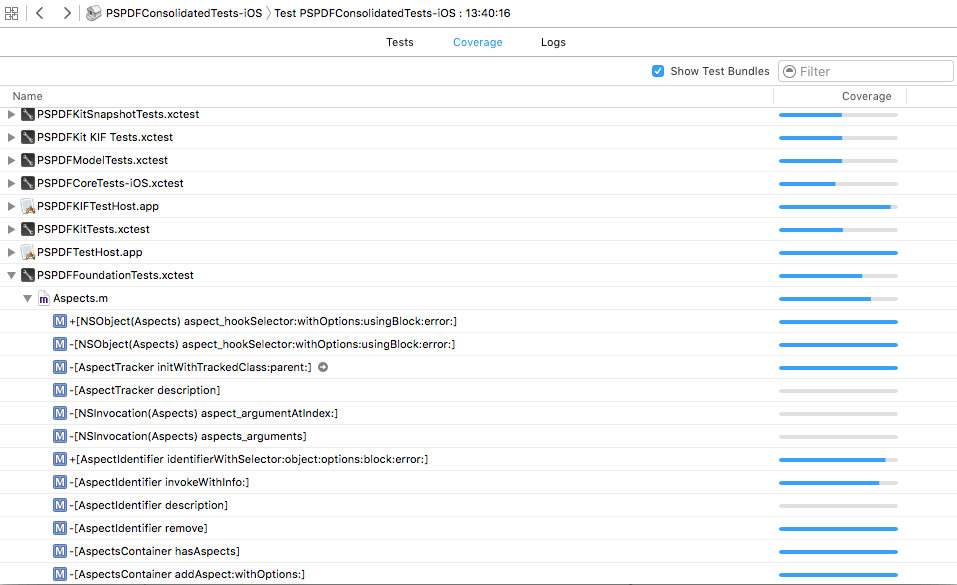 PSPDFConsolidatedTests-iOS Test PSPDFConsolidatedTests-iOS : 13:40:16
Tests Coverage Logs
Show Test Bundles Filter
Name Coverage
PSPDFKitSnapshotTests.xctest
PSPDFKit KIF Tests.xctest
PSPDFModelTests.xctest
PSPDFCoreTests-iOS.xctest
PSPDFKIFTestHost.app
PSPDFKitTests.xctest
PSPDFTestHost.app
PSPDFFoundationTests.xctest
m Aspects.m
M +[NSObject(Aspects) aspect_hookSelector:withOptions:usingBlock:error:]
M -[NSObject(Aspects) aspect_hookSelector:withOptions:usingBlock:error:]
M -[AspectTracker initWithTrackedClass:parent:]
M -[AspectTracker description]
M -[NSInvocation(Aspects) aspect_argumentAtIndex:]
M -[NSInvocation(Aspects) aspects_arguments]
M +[AspectIdentifier identifierWithSelector:object:options:block:error:]
M -[AspectIdentifier invokeWithInfo:]
M -[AspectIdentifier description]
M -[AspectIdentifier remove]
M -[AspectsContainer hasAspects]
M -[AspectsContainer addAspect:withOptions:]